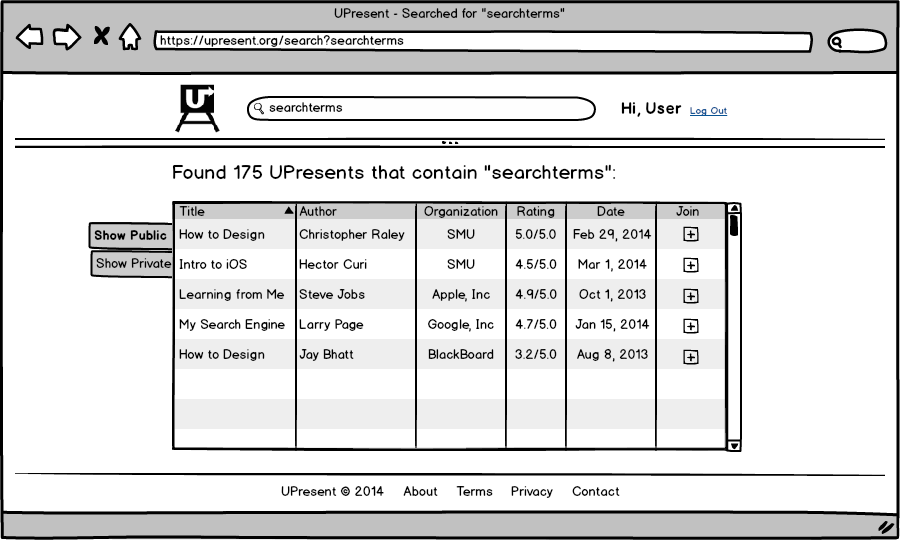 UPresent - Searched for "searchterms"
https://upresent.org/search?searchterms
U
searchterms
Hi, User Log Out
Found 175 UPresents that contain "searchterms":
Title Author Organization Rating Date Join
Show Public
How to Design Christopher Raley SMU 5.0/5.0 Feb 29, 2014
Show Private
Intro to iOS Hector Curi SMU 4.5/5.0 Mar 1, 2014
Learning from Me Steve Jobs Apple, Inc 4.9/5.0 Oct 1, 2013
My Search Engine Larry Page Google, Inc 4.7/5.0 Jan 15, 2014
How to Design Jay Bhatt BlackBoard 3.2/5.0 Aug 8, 2013
UPresent © 2014 About Terms Privacy Contact